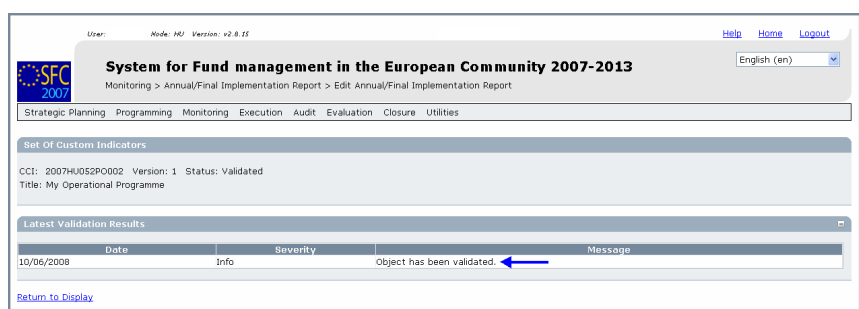 User: Node: HU Version: v2.8.15
Help Home Logout
SFC
2007
System for Fund management in the European Community 2007-2013
English (en)
Monitoring > Annual/Final Implementation Report > Edit Annual/Final Implementation Report
Strategic Planning Programming Monitoring Execution Audit Evaluation Closure Utilities
Set Of Custom Indicators
CCI: 2007HU052PO002 Version: 1 Status: Validated
Title: My Operational Programme
Latest Validation Results
Date Severity Message
10/06/2008 Info Object has been validated.
Return to Display